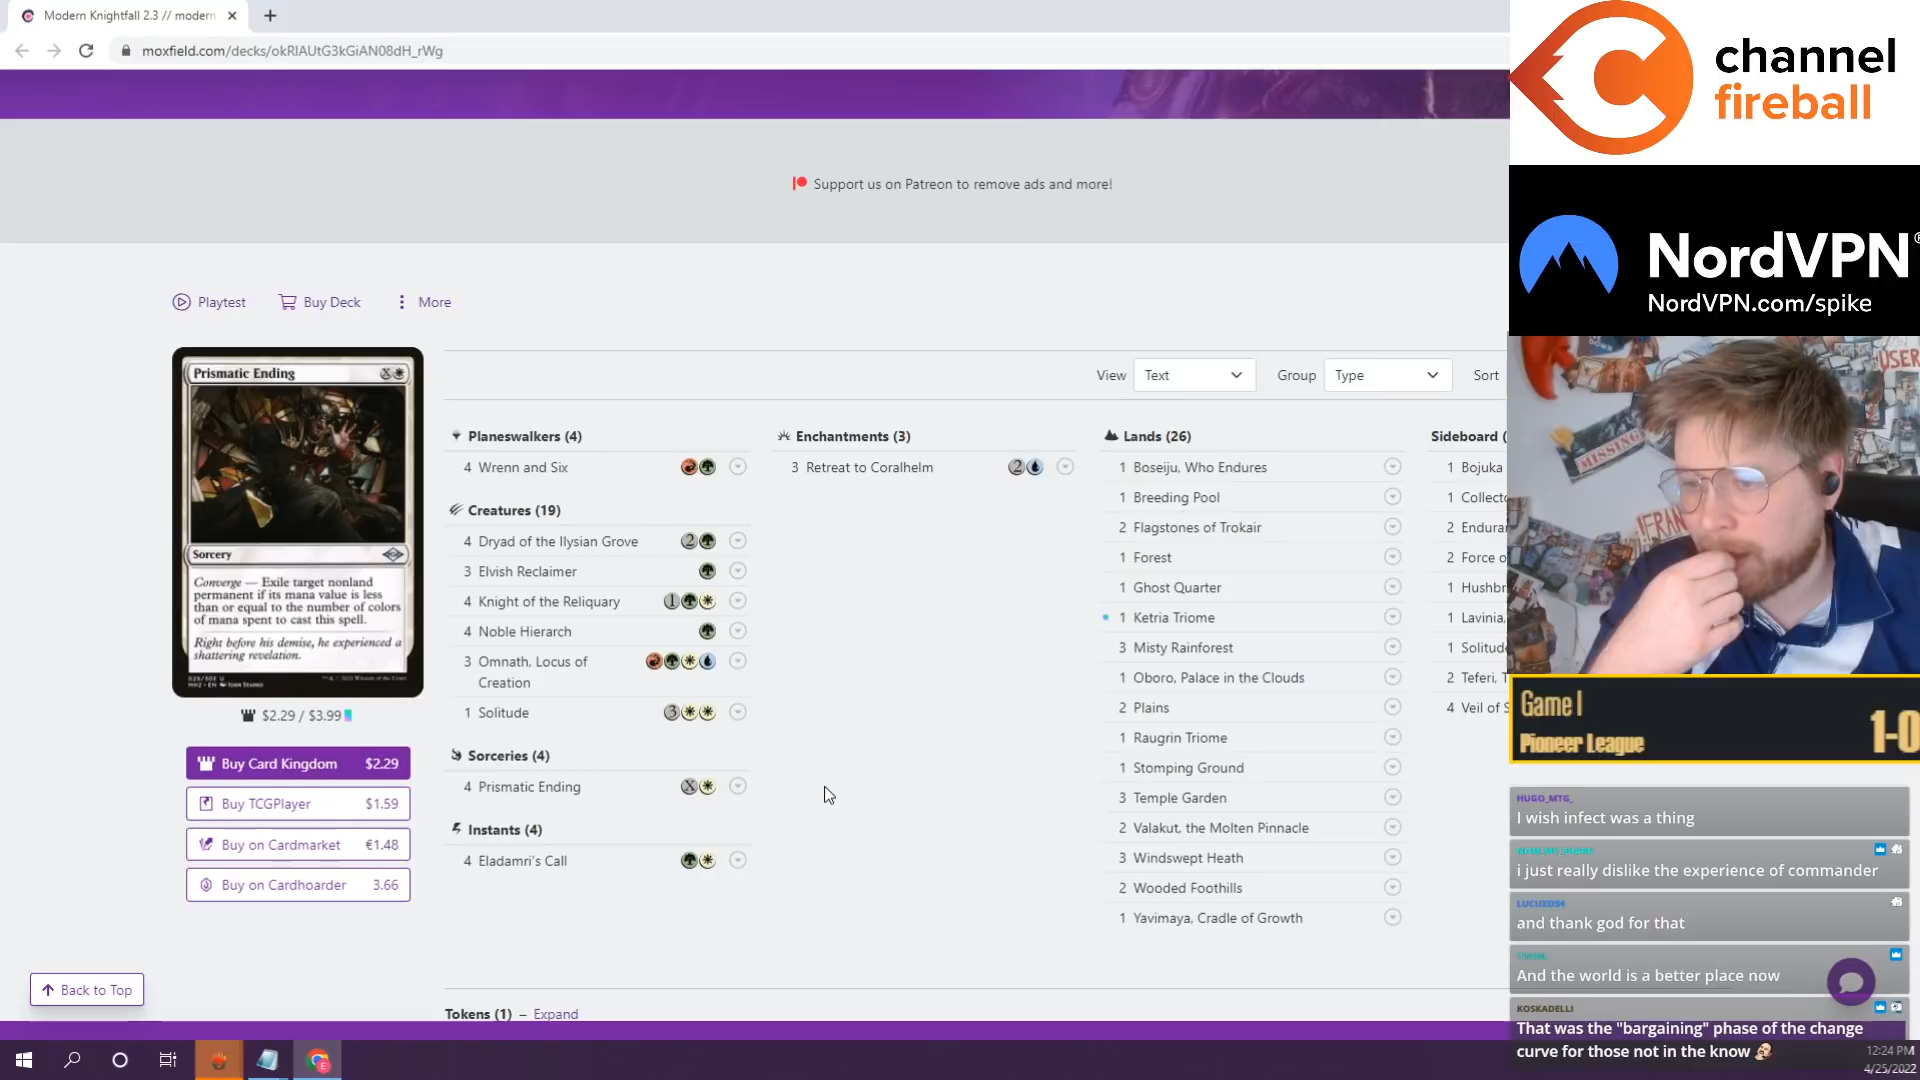 Modern Knightfall 2.3 // modern
moxfield.com/decks/okRlAUtG3kGiAN08dH_rWg
Support us on Patreon to remove ads and more!
Playtest
Buy Deck
More
Prismatic Ending
Sorcery
Converge — Exile target nonland
permanent if its mana value is less
than or equal to the number of colors
of mana spent to cast this spell.
Right before his demise, he experienced a
shattering revelation.
$2.29 / $3.99
Buy Card Kingdom $2.29
Buy TCGPlayer $1.59
Buy on Cardmarket €1.48
Buy on Cardhoarder 3.66
Back to Top
View Text
Group Type
Sort
Planeswalkers (4)
4 Wrenn and Six
Creatures (19)
4 Dryad of the Ilysian Grove
3 Elvish Reclaimer
4 Knight of the Reliquary
4 Noble Hierarch
3 Omnath, Locus of
Creation
1 Solitude
Sorceries (4)
4 Prismatic Ending
Instants (4)
4 Eladamri's Call
Enchantments (3)
3 Retreat to Coralhelm
Lands (26)
1 Boseiju, Who Endures
1 Breeding Pool
2 Flagstones of Trokair
1 Forest
1 Ghost Quarter
1 Ketria Triome
3 Misty Rainforest
1 Oboro, Palace in the Clouds
2 Plains
1 Raugrin Triome
1 Stomping Ground
3 Temple Garden
2 Valakut, the Molten Pinnacle
3 Windswept Heath
2 Wooded Foothills
1 Yavimaya, Cradle of Growth
Sideboard (
1 Bojuka
1 Collect
2 Endura
2 Force o
1 Hushbr
1 Lavinia,
1 Solitud
2 Teferi, T
4 Veil of S
Tokens (1) – Expand
channel
fireball
NordVPN®
NordVPN.com/spike
MISSING
USER
Game 1
Pioneer League
1-0
HUGO_MTG_
I wish infect was a thing
i just really dislike the experience of commander
LUCUZOS4
and thank god for that
And the world is a better place now
KOSKADELLI
That was the "bargaining" phase of the change
curve for those not in the know
12:24 PM
4/25/2022